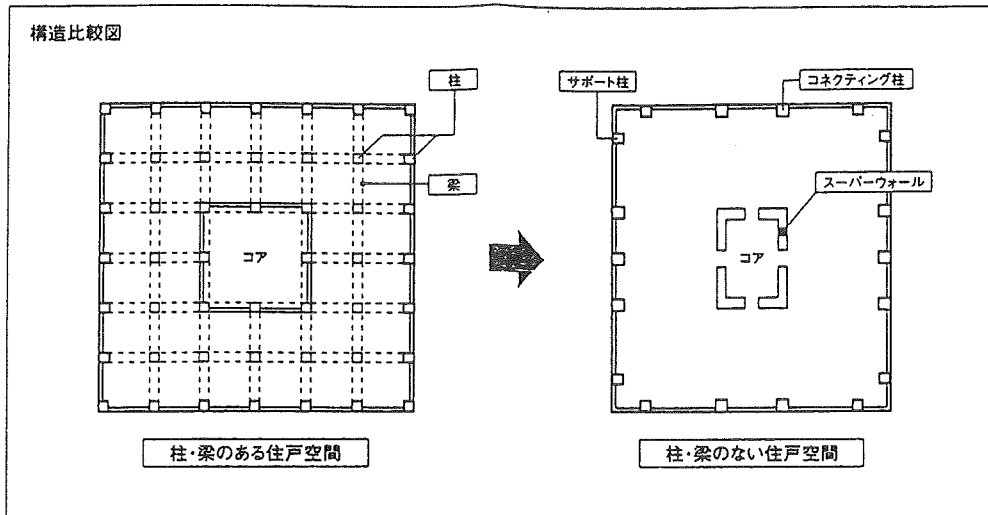 構造比較図
柱
梁
コア
柱・梁のある住戸空間
サポート柱
コネクティング柱
スーパーウォール
コア
柱・梁のない住戸空間